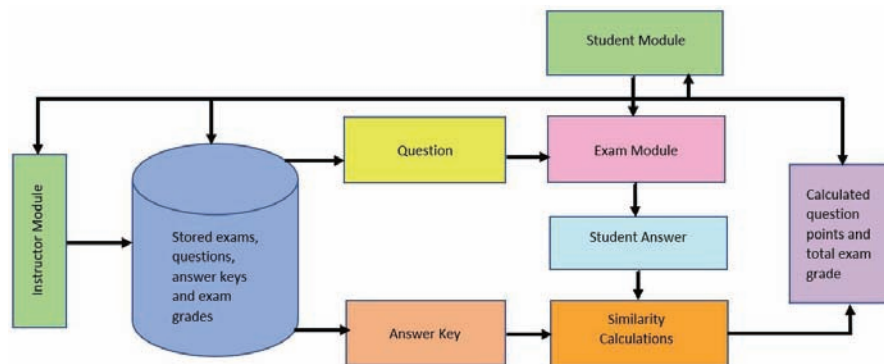 Student Module
Question
Exam Module
Instructor Module
Stored exams,
questions,
answer keys
and exam
grades
Student Answer
Calculated
question
points and
total exam
grade
Answer Key
Similarity
Calculations